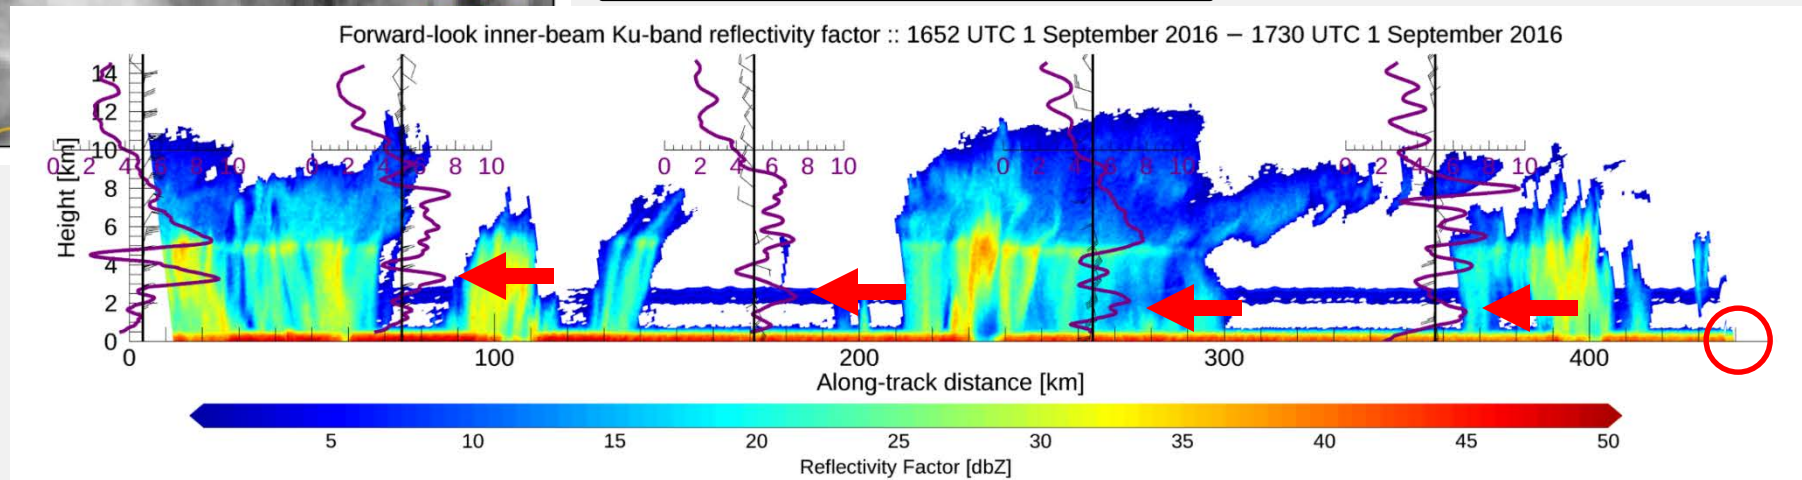 Forward-look inner-beam Ku-band reflectivity factor :: 1652 UTC 1 September 2016 − 1730 UTC 1 September 2016
14
12
10
8
6
4
2
0
Height [km]
0 2 4 6 8 10
0 2 4 6 8 10
0 2 4 6 8 10
0 2 4 6 8 10
0 2 4 6 8 10
0 100 200 300 400
Along-track distance [km]
5 10 15 20 25 30 35 40 45 50
Reflectivity Factor [dbZ]